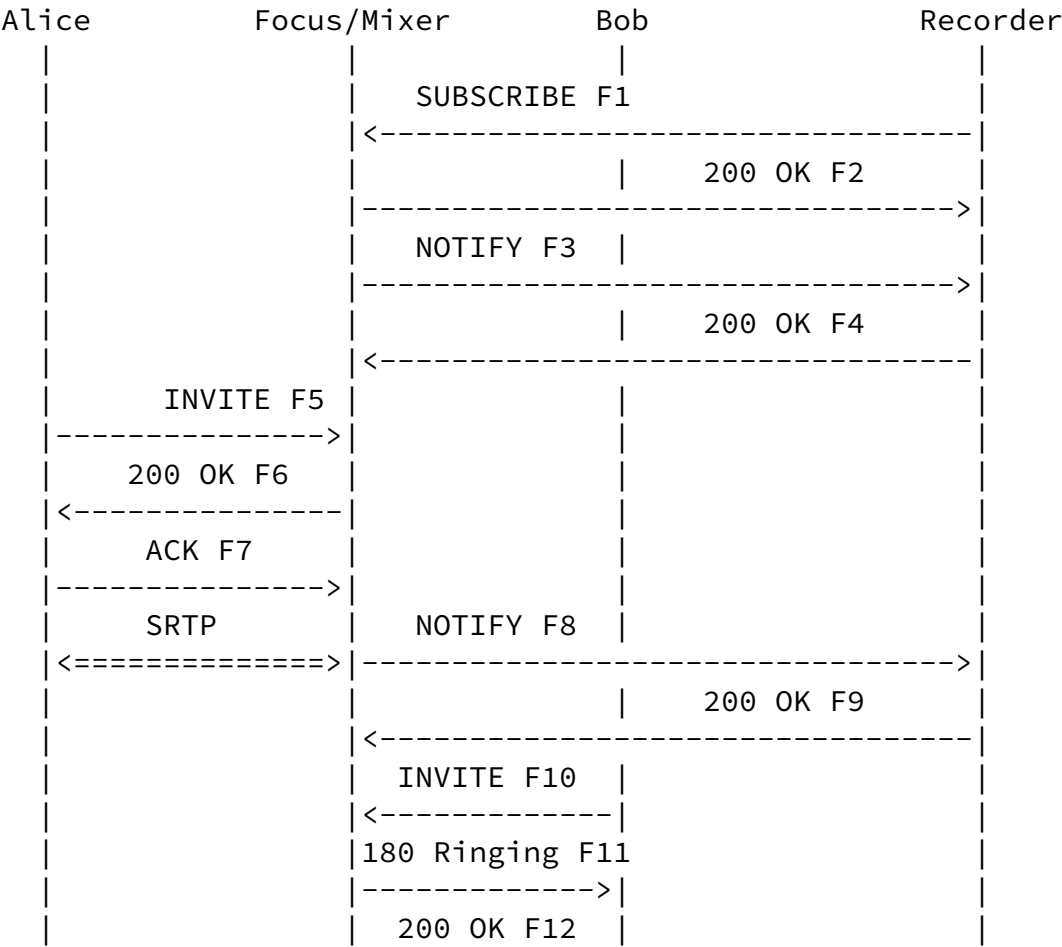 Alice Focus/Mixer Bob Recorder
| | | |
| | SUBSCRIBE F1 |
| |<---------------------------------|
| | | 200 OK F2 |
| |--------------------------------->|
| | NOTIFY F3 | |
| |--------------------------------->|
| | | 200 OK F4 |
| |<---------------------------------|
| INVITE F5 | | |
|--------------->| | |
| 200 OK F6 | | |
|<---------------| | |
| ACK F7 | | |
|--------------->| | |
| SRTP | NOTIFY F8 | |
|<==============>|--------------------------------->|
| | | 200 OK F9 |
| |<---------------------------------|
| | INVITE F10 | |
| |<-------------| |
| |180 Ringing F11 |
| |------------->| |
| | 200 OK F12 | |